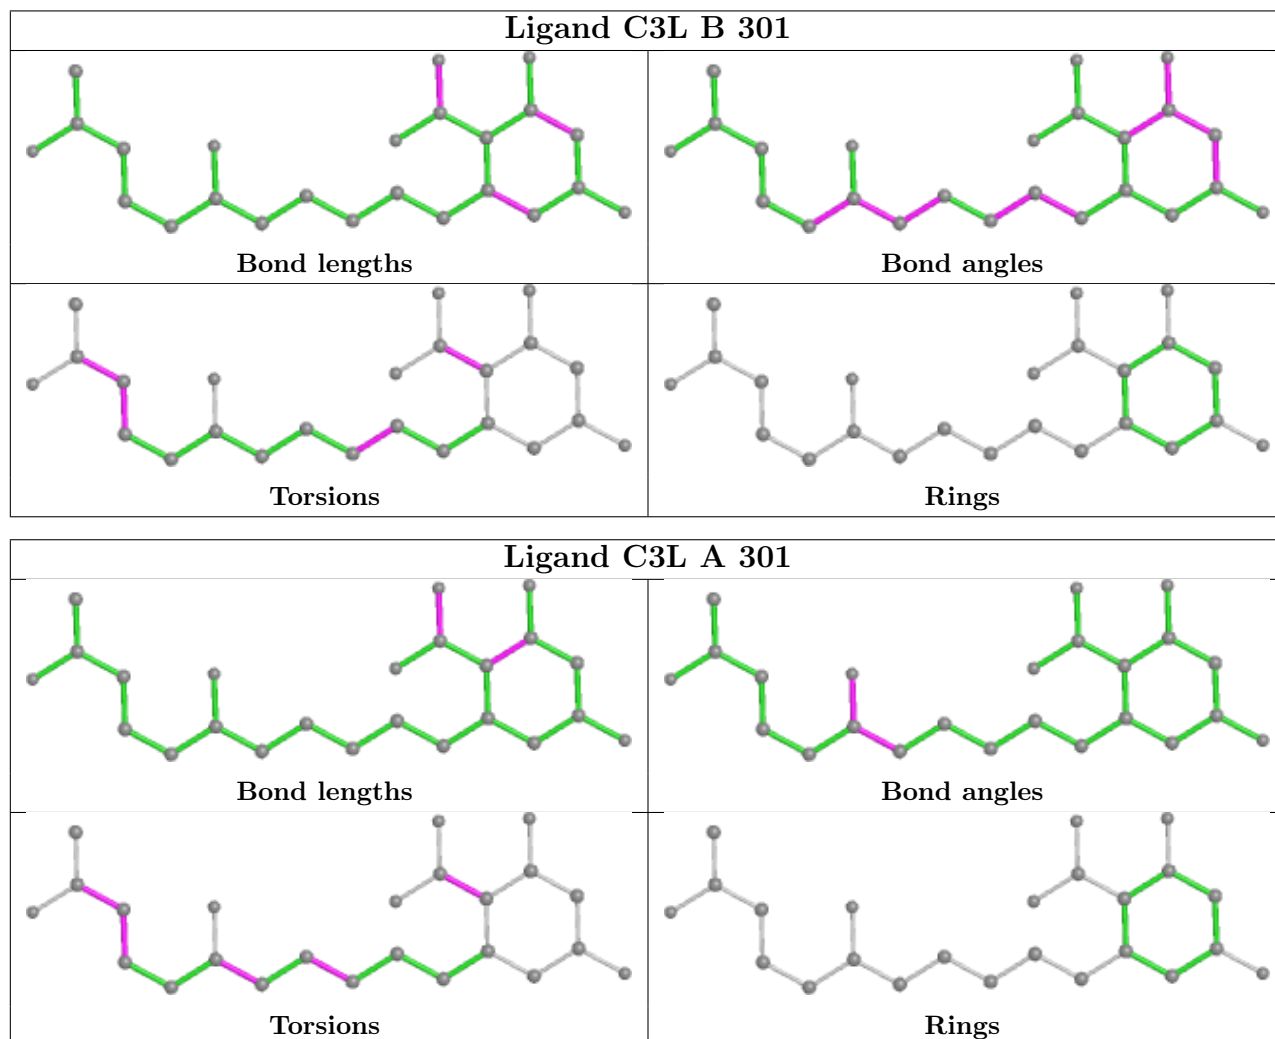 Ligand C3L B 301
Bond lengths
Bond angles
Torsions
Rings
Ligand C3L A 301
Bond lengths
Bond angles
Torsions
Rings